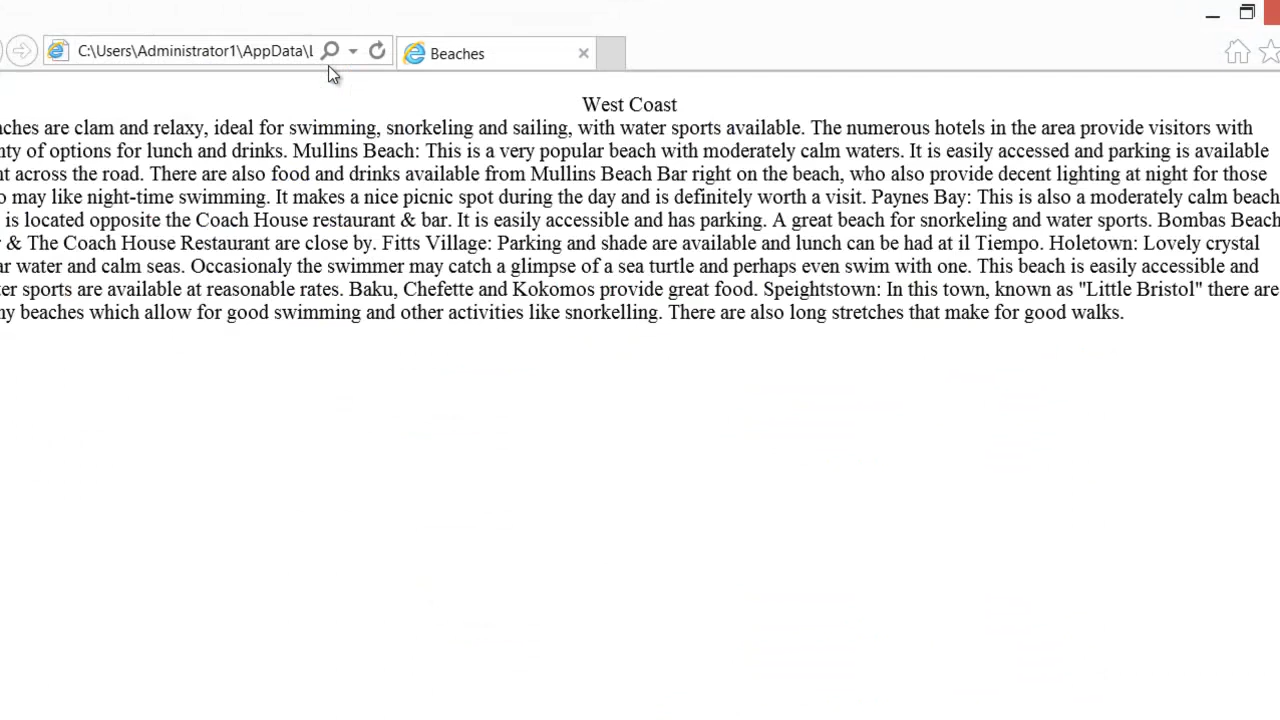 C:\Users\Administrator1\AppData\L
Beaches
West Coast
aches are clam and relaxy, ideal for swimming, snorkeling and sailing, with water sports available. The numerous hotels in the area provide visitors with
nty of options for lunch and drinks. Mullins Beach: This is a very popular beach with moderately calm waters. It is easily accessed and parking is available
nt across the road. There are also food and drinks available from Mullins Beach Bar right on the beach, who also provide decent lighting at night for those
o may like night-time swimming. It makes a nice picnic spot during the day and is definitely worth a visit. Paynes Bay: This is also a moderately calm beach
is located opposite the Coach House restaurant & bar. It is easily accessible and has parking. A great beach for snorkeling and water sports. Bombas Beach
r & The Coach House Restaurant are close by. Fitts Village: Parking and shade are available and lunch can be had at il Tiempo. Holetown: Lovely crystal
ar water and calm seas. Occasionaly the swimmer may catch a glimpse of a sea turtle and perhaps even swim with one. This beach is easily accessible and
ter sports are available at reasonable rates. Baku, Chefette and Kokomos provide great food. Speightstown: In this town, known as "Little Bristol" there are
ny beaches which allow for good swimming and other activities like snorkelling. There are also long stretches that make for good walks.